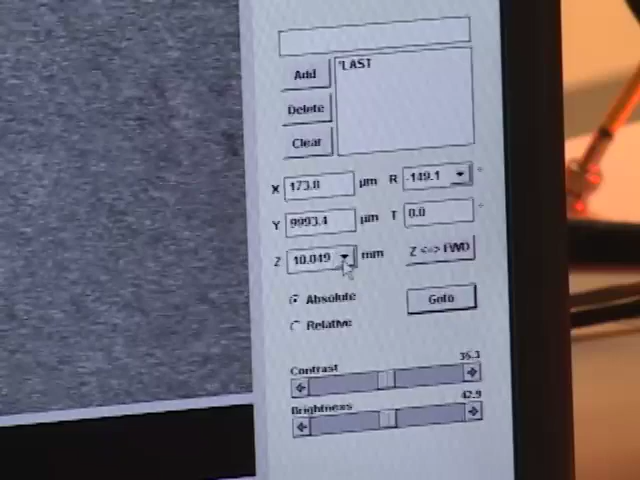 Add
*LAST
Delete
Clear
X 173.8 µm R -149.1 °
Y 9993.4 µm T 0.0 °
Z 10.049 mm Z <=> FWD
Absolute
Goto
Relative
Contrast 35.3
Brightness 42.9